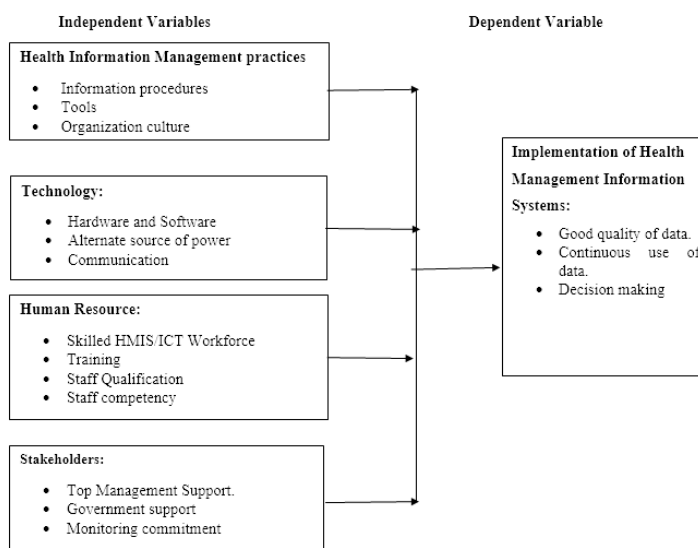 Independent Variables
Dependent Variable
Health Information Management practices
• Information procedures
• Tools
• Organization culture
Technology:
• Hardware and Software
• Alternate source of power
• Communication
Human Resource:
• Skilled HMIS/ICT Workforce
• Training
• Staff Qualification
• Staff competency
Stakeholders:
• Top Management Support.
• Government support
• Monitoring commitment
Implementation of Health
Management Information
Systems:
• Good quality of data.
• Continuous use of
data.
• Decision making